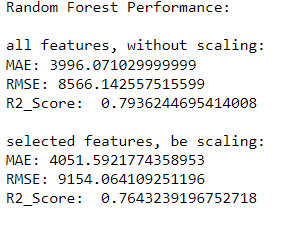 Random Forest Performance:
all features, without scaling:
MAE: 3996.071029999999
RMSE: 8566.142557515599
R2_Score:  0.7936244695414008
selected features, be scaling:
MAE: 4051.5921774358953
RMSE: 9154.064109251196
R2_Score:  0.7643239196752718